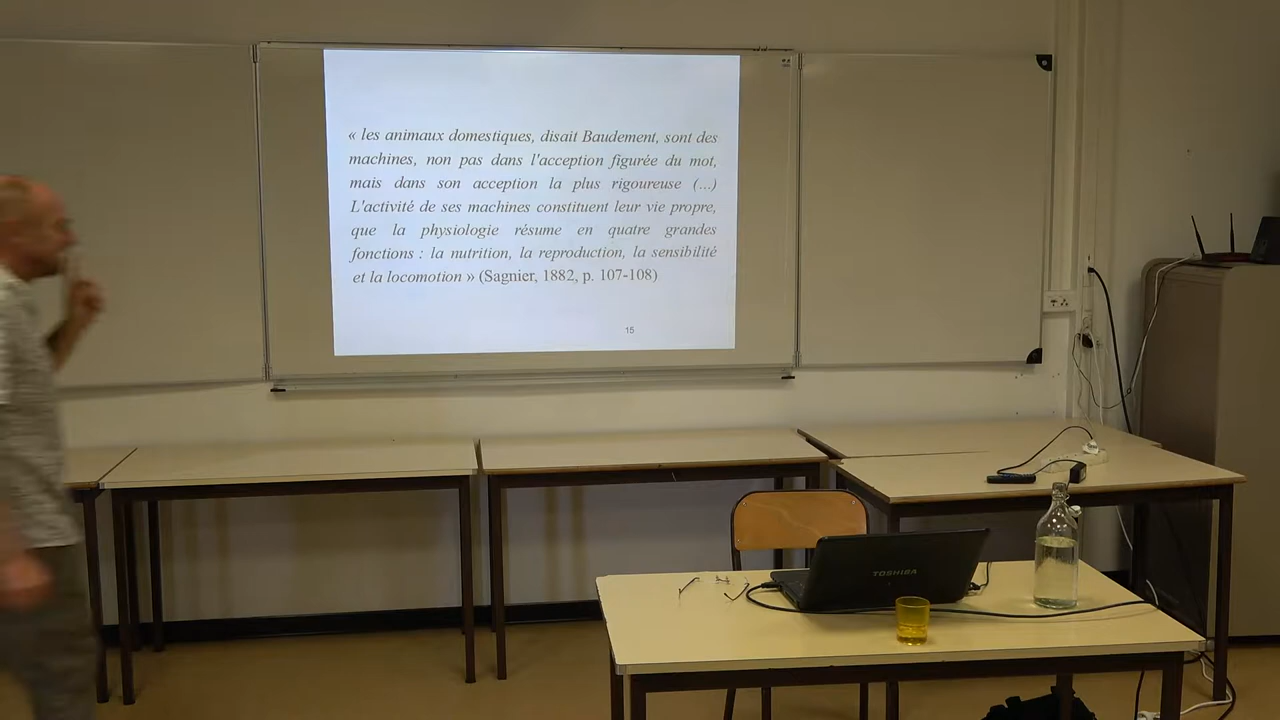 « les animaux domestiques, disait Baudement, sont des
machines, non pas dans l'acception figurée du mot,
mais dans son acception la plus rigoureuse (...)
L'activité de ses machines constituent leur vie propre,
que la physiologie résume en quatre grandes
fonctions : la nutrition, la reproduction, la sensibilité
et la locomotion » (Sagnier, 1882, p. 107-108)
15
TOSHIBA